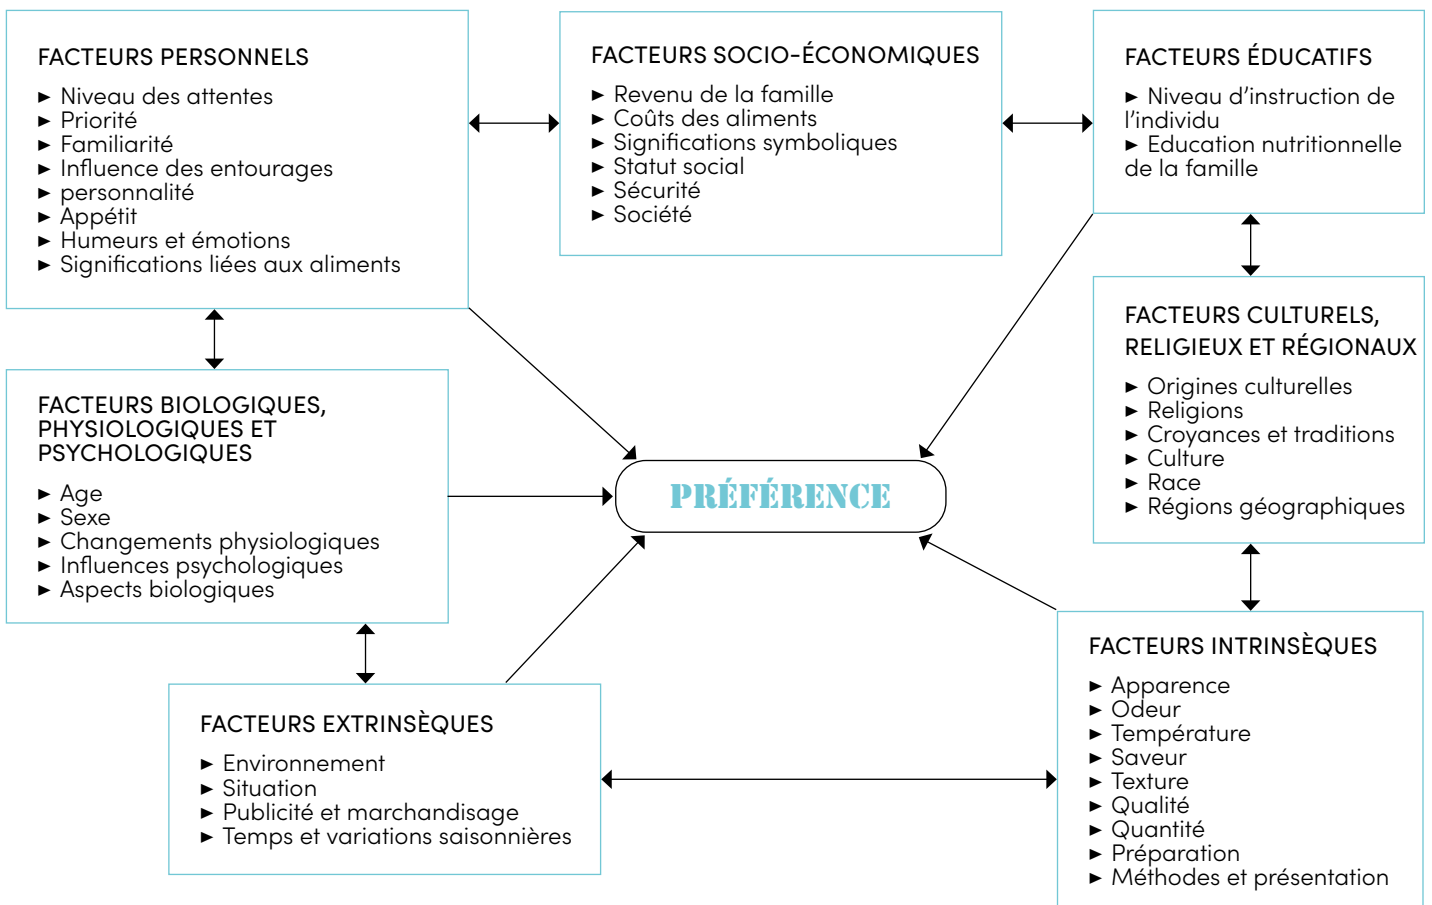 FACTEURS PERSONNELS
► Niveau des attentes
► Priorité
► Familiarité
► Influence des entourages
► personnalité
► Appétit
► Humeurs et émotions
► Significations liées aux aliments
FACTEURS SOCIO-ÉCONOMIQUES
► Revenu de la famille
► Coûts des aliments
► Significations symboliques
► Statut social
► Sécurité
► Société
FACTEURS ÉDUCATIFS
► Niveau d’instruction de
l’individu
► Education nutritionnelle
de la famille
FACTEURS CULTURELS,
RELIGIEUX ET RÉGIONAUX
► Origines culturelles
► Religions
► Croyances et traditions
► Culture
► Race
► Régions géographiques
FACTEURS BIOLOGIQUES,
PHYSIOLOGIQUES ET
PSYCHOLOGIQUES
► Age
► Sexe
► Changements physiologiques
► Influences psychologiques
► Aspects biologiques
PRÉFÉRENCE
FACTEURS EXTRINSÈQUES
► Environnement
► Situation
► Publicité et marchandisage
► Temps et variations saisonnières
FACTEURS INTRINSÈQUES
► Apparence
► Odeur
► Température
► Saveur
► Texture
► Qualité
► Quantité
► Préparation
► Méthodes et présentation